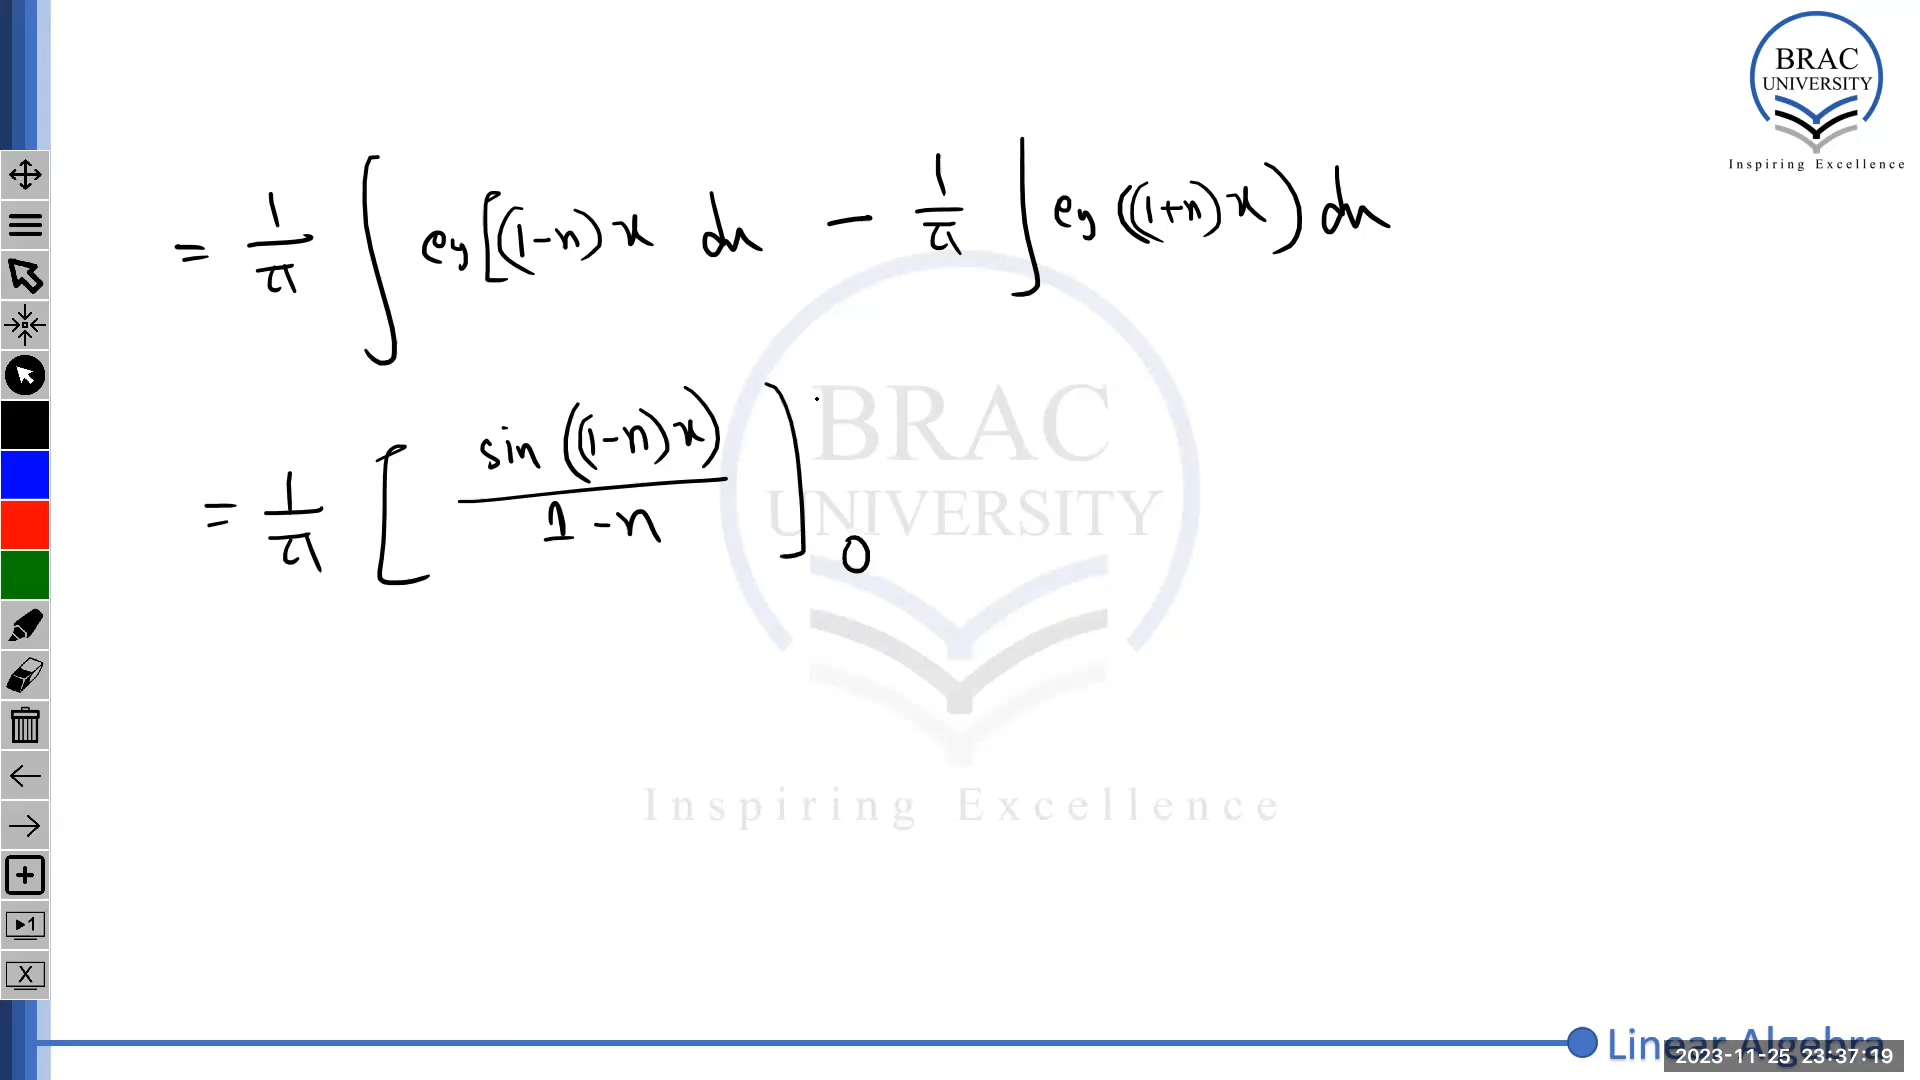 BRAC
UNIVERSITY
Inspiring Excellence
= 1/π ∫ cos[(1-n)x dx - 1/π ∫ cos((1+n)x) dx
= 1/π [ sin((1-n)x) / 1-n ]₀
BRAC
UNIVERSITY
Inspiring Excellence
1
X
Linear Algebra
2023-11-25 23:37:19